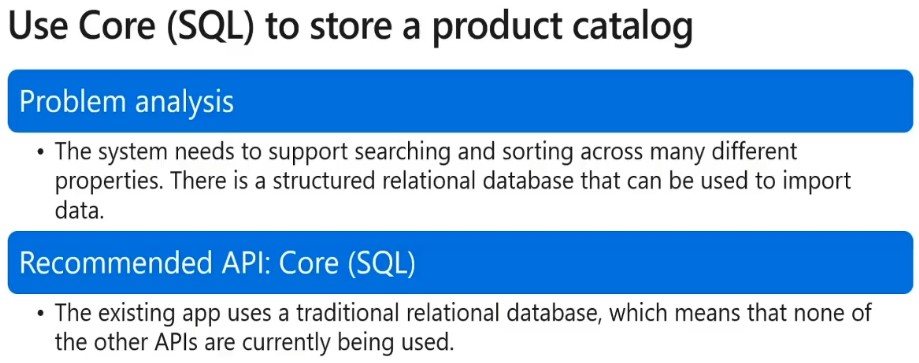 Use Core (SQL) to store a product catalog
Problem analysis
• The system needs to support searching and sorting across many different
properties. There is a structured relational database that can be used to import
data.
Recommended API: Core (SQL)
• The existing app uses a traditional relational database, which means that none of
the other APIs are currently being used.